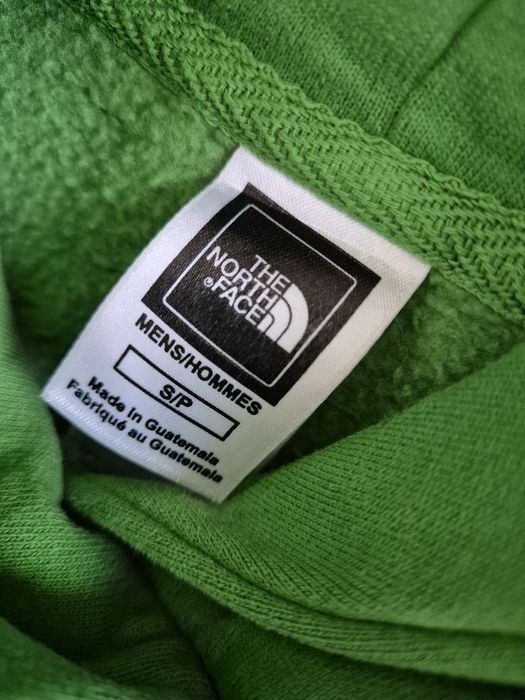 THE
NORTH
®FACE
MENS/HOMMES
S/P
Made in Guatemala
Fabriqué au Guatemala